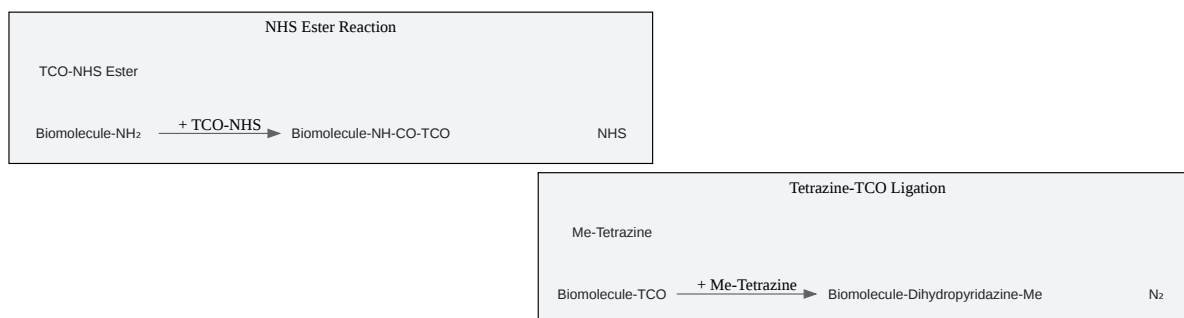 NHS Ester Reaction
TCO-NHS Ester
Biomolecule-NH₂
+ TCO-NHS
Biomolecule-NH-CO-TCO
NHS
Tetrazine-TCO Ligation
Me-Tetrazine
Biomolecule-TCO
+ Me-Tetrazine
Biomolecule-Dihydropyridazine-Me
N₂